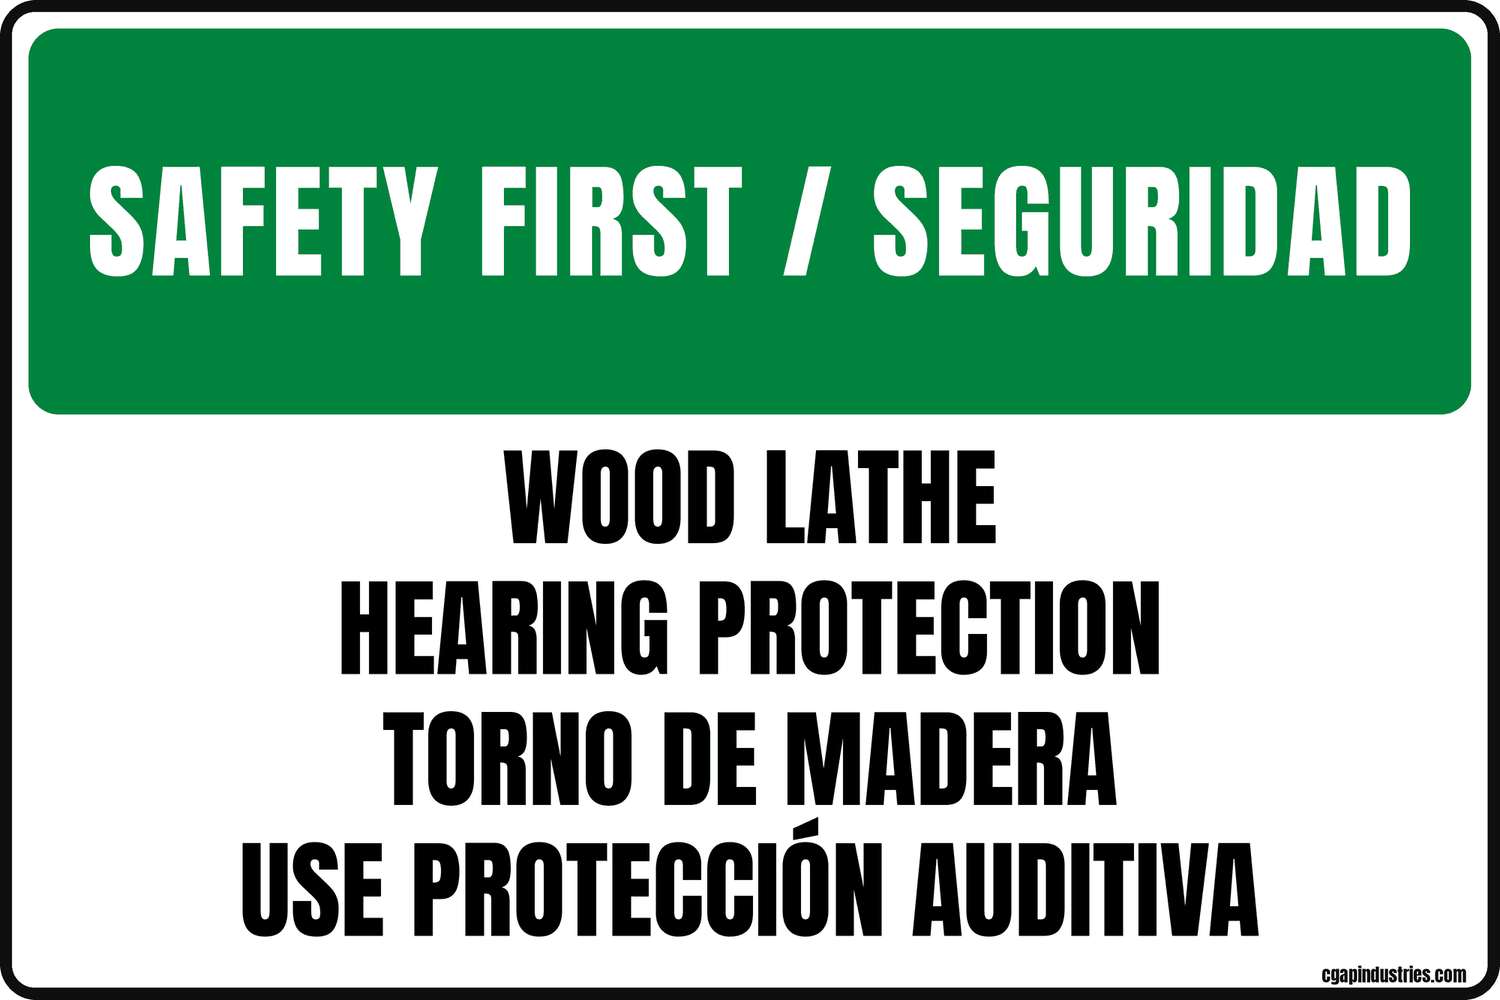 SAFETY FIRST / SEGURIDAD
WOOD LATHE
HEARING PROTECTION
TORNO DE MADERA
USE PROTECCIÓN AUDITIVA
cgapindustries.com